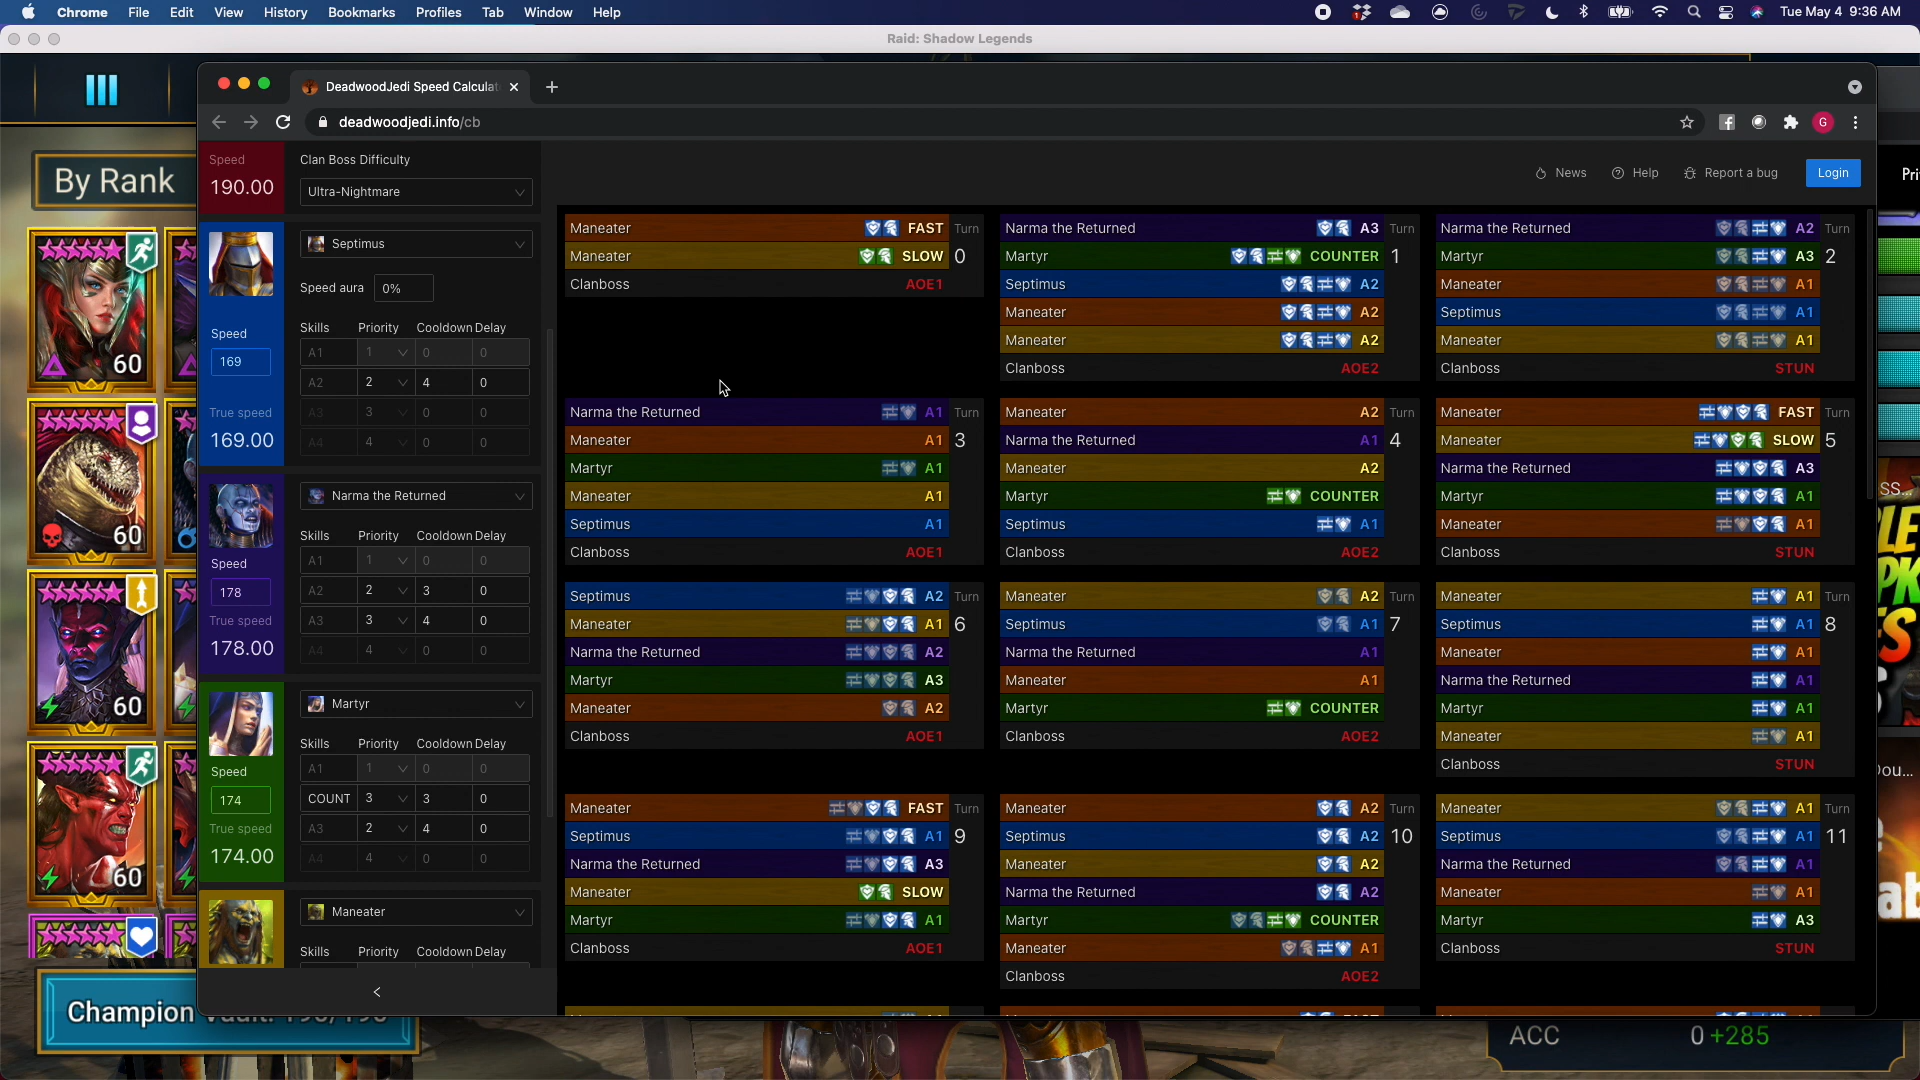 Chrome File Edit View History Bookmarks Profiles Tab Window Help
Tue May 4 9:36 AM
Raid: Shadow Legends
DeadwoodJedi Speed Calculat
deadwoodjedi.info/cb
G
By Rank
60
60
60
60
ACC 0 +285
Speed
190.00
Clan Boss Difficulty
Ultra-Nightmare
News Help Report a bug Login
Septimus
Speed aura 0%
Speed
169
True speed
169.00
Skills Priority Cooldown Delay
A1 1 0 0
A2 2 4 0
A3 3 0 0
A4 4 0 0
Narma the Returned
Speed
178
True speed
178.00
Skills Priority Cooldown Delay
A1 1 0 0
A2 2 3 0
A3 3 4 0
A4 4 0 0
Martyr
Speed
174
True speed
174.00
Skills Priority Cooldown Delay
A1 1 0 0
COUNT 3 3 0
A3 2 4 0
A4 4 0 0
Maneater
Skills Priority Cooldown Delay
<
Maneater FAST Turn
Maneater SLOW 0
Clanboss AOE1
Narma the Returned A3 Turn
Martyr COUNTER 1
Septimus A2
Maneater A2
Maneater A2
Clanboss AOE2
Narma the Returned A2 Turn
Martyr A3 2
Maneater A1
Septimus A1
Maneater A1
Clanboss STUN
Narma the Returned A1 Turn
Maneater A1 3
Martyr A1
Maneater A1
Septimus A1
Clanboss AOE1
Maneater A2 Turn
Narma the Returned A1 4
Maneater A2
Martyr COUNTER
Septimus A1
Clanboss AOE2
Maneater FAST Turn
Maneater SLOW 5
Narma the Returned A3
Martyr A1
Maneater A1
Clanboss STUN
Septimus A2 Turn
Maneater A1 6
Narma the Returned A2
Martyr A3
Maneater A2
Clanboss AOE1
Maneater A2 Turn
Septimus A1 7
Narma the Returned A1
Maneater A1
Martyr COUNTER
Clanboss AOE2
Maneater A1 Turn
Septimus A1 8
Maneater A1
Narma the Returned A1
Martyr A1
Maneater A1
Clanboss STUN
Maneater FAST Turn
Septimus A1 9
Narma the Returned A3
Maneater SLOW
Martyr A1
Clanboss AOE1
Maneater A2 Turn
Septimus A2 10
Maneater A2
Narma the Returned A2
Martyr COUNTER
Maneater A1
Clanboss AOE2
Maneater A1 Turn
Septimus A1 11
Narma the Returned A1
Maneater A1
Martyr A3
Clanboss STUN
Champion